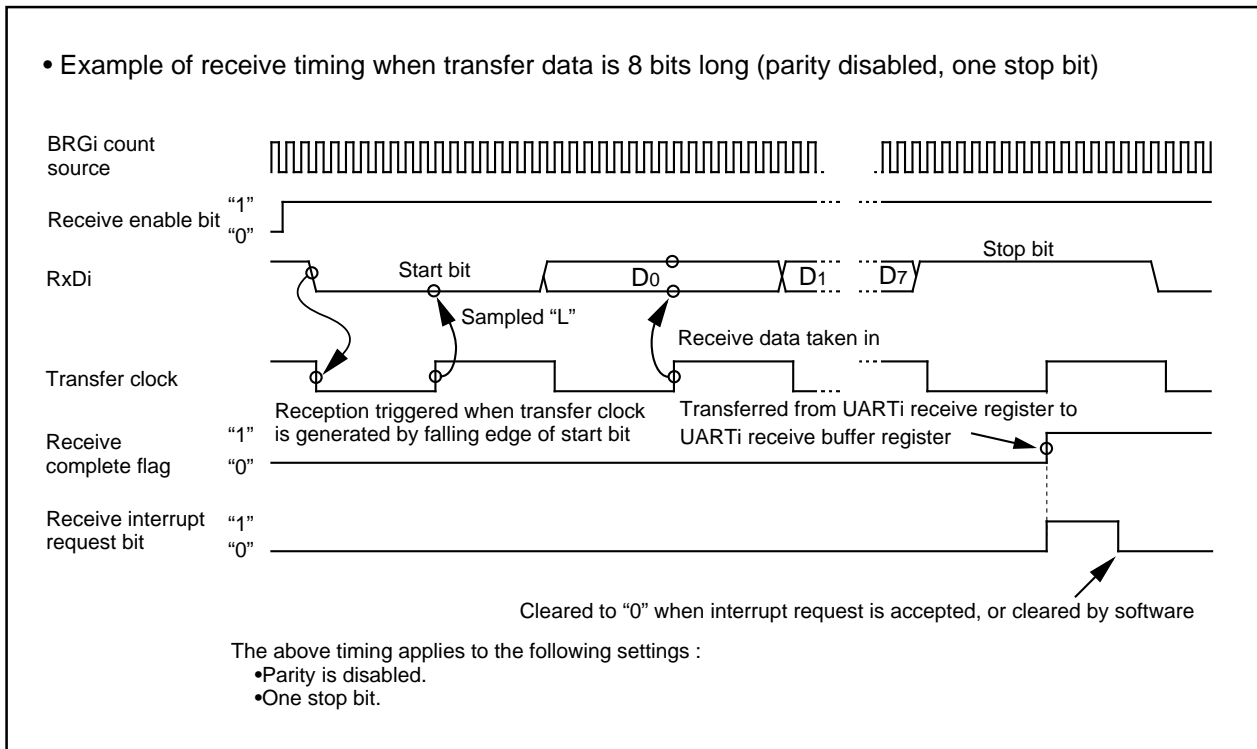 • Example of receive timing when transfer data is 8 bits long (parity disabled, one stop bit)
BRGi count
source
Receive enable bit
“1”
“0”
RxDi
Start bit
D0
D1
D7
Stop bit
Sampled “L”
Receive data taken in
Transfer clock
Reception triggered when transfer clock
is generated by falling edge of start bit
Transferred from UARTi receive register to
UARTi receive buffer register
Receive
complete flag
“1”
“0”
Receive interrupt
request bit
“1”
“0”
Cleared to “0” when interrupt request is accepted, or cleared by software
The above timing applies to the following settings :
•Parity is disabled.
•One stop bit.